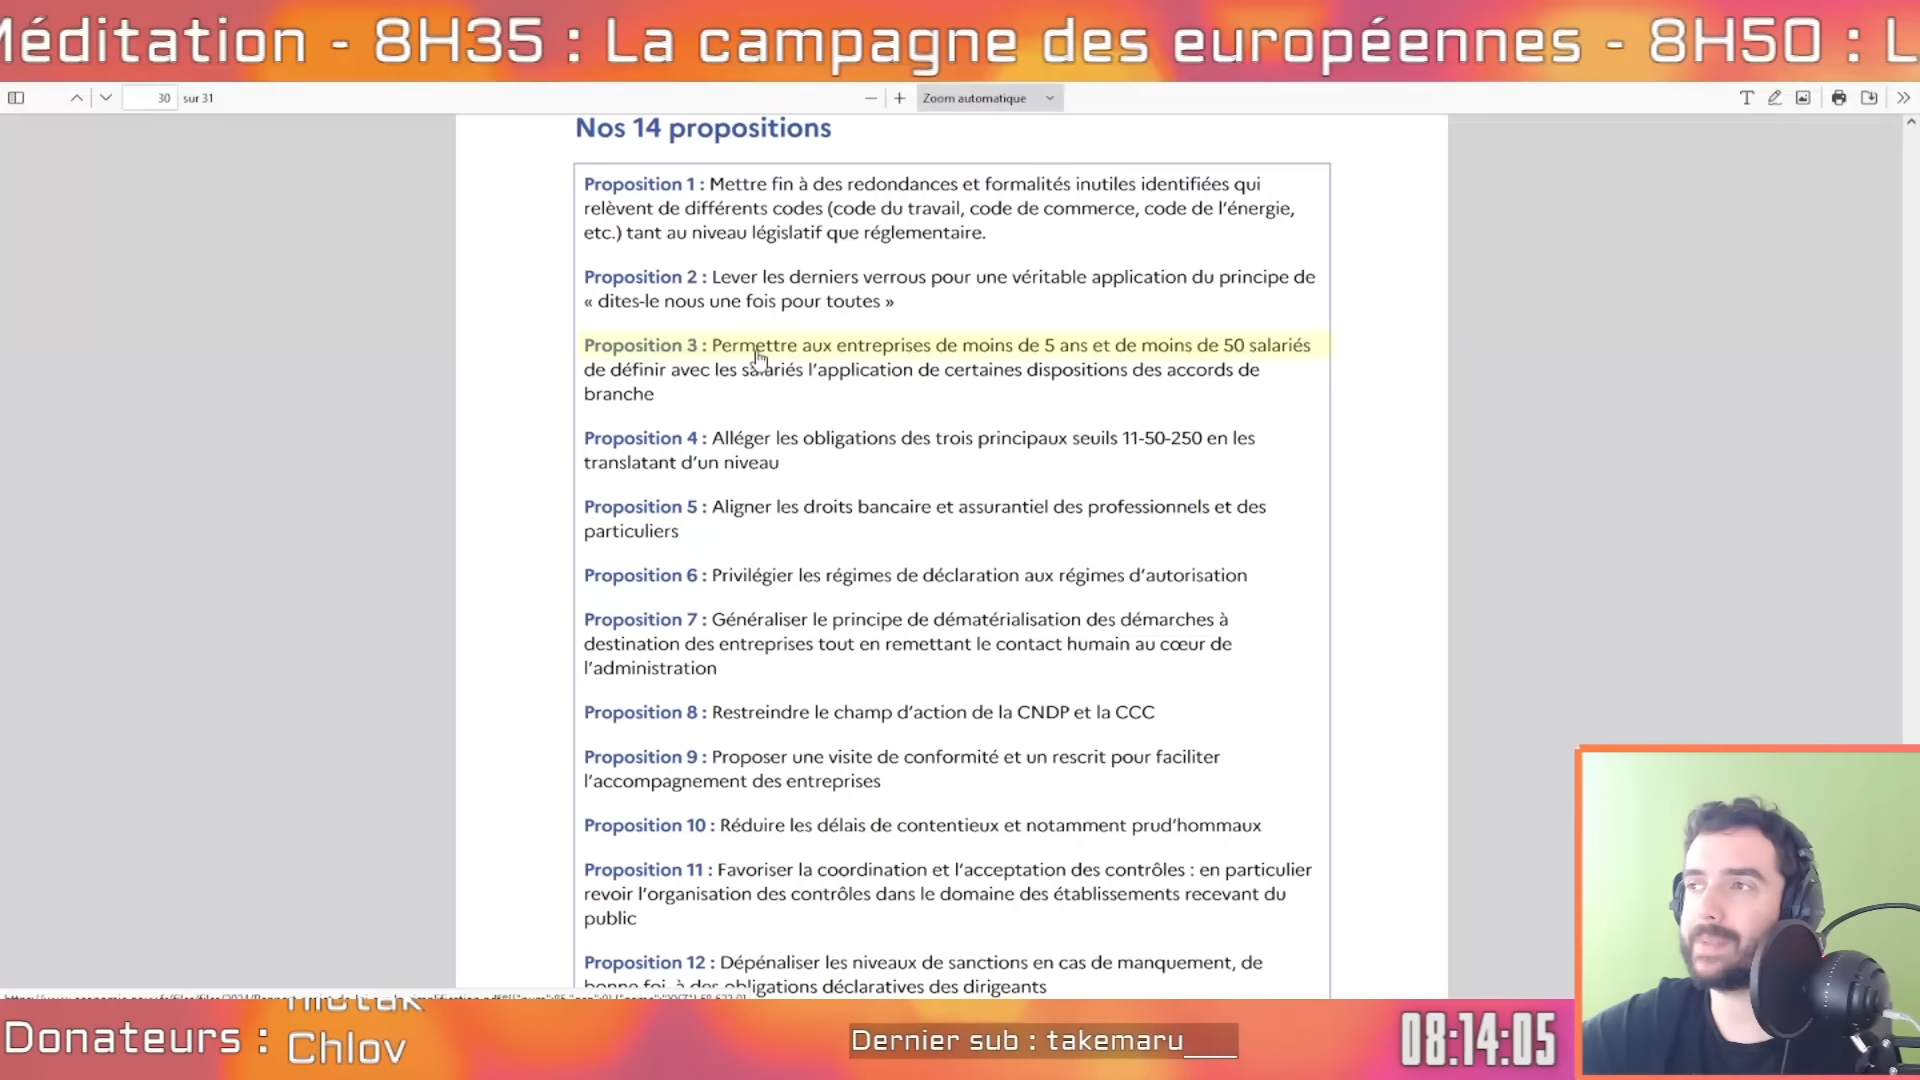 Méditation - 8H35 : La campagne des européennes - 8H50 : L
30 sur 31
Zoom automatique
Nos 14 propositions
Proposition 1 : Mettre fin à des redondances et formalités inutiles identifiées qui
relèvent de différents codes (code du travail, code de commerce, code de l'énergie,
etc.) tant au niveau législatif que réglementaire.
Proposition 2 : Lever les derniers verrous pour une véritable application du principe de
« dites-le nous une fois pour toutes »
Proposition 3 : Permettre aux entreprises de moins de 5 ans et de moins de 50 salariés
de définir avec les salariés l'application de certaines dispositions des accords de
branche
Proposition 4 : Alléger les obligations des trois principaux seuils 11-50-250 en les
translatant d'un niveau
Proposition 5 : Aligner les droits bancaire et assurantiel des professionnels et des
particuliers
Proposition 6 : Privilégier les régimes de déclaration aux régimes d'autorisation
Proposition 7 : Généraliser le principe de dématérialisation des démarches à
destination des entreprises tout en remettant le contact humain au cœur de
l'administration
Proposition 8 : Restreindre le champ d'action de la CNDP et la CCC
Proposition 9 : Proposer une visite de conformité et un rescrit pour faciliter
l'accompagnement des entreprises
Proposition 10 : Réduire les délais de contentieux et notamment prud'hommaux
Proposition 11 : Favoriser la coordination et l'acceptation des contrôles : en particulier
revoir l'organisation des contrôles dans le domaine des établissements recevant du
public
Proposition 12 : Dépénaliser les niveaux de sanctions en cas de manquement, de
bonne foi, à des obligations déclaratives des dirigeants
Donateurs :
Chlov
Dernier sub : takemaru___
08:14:05